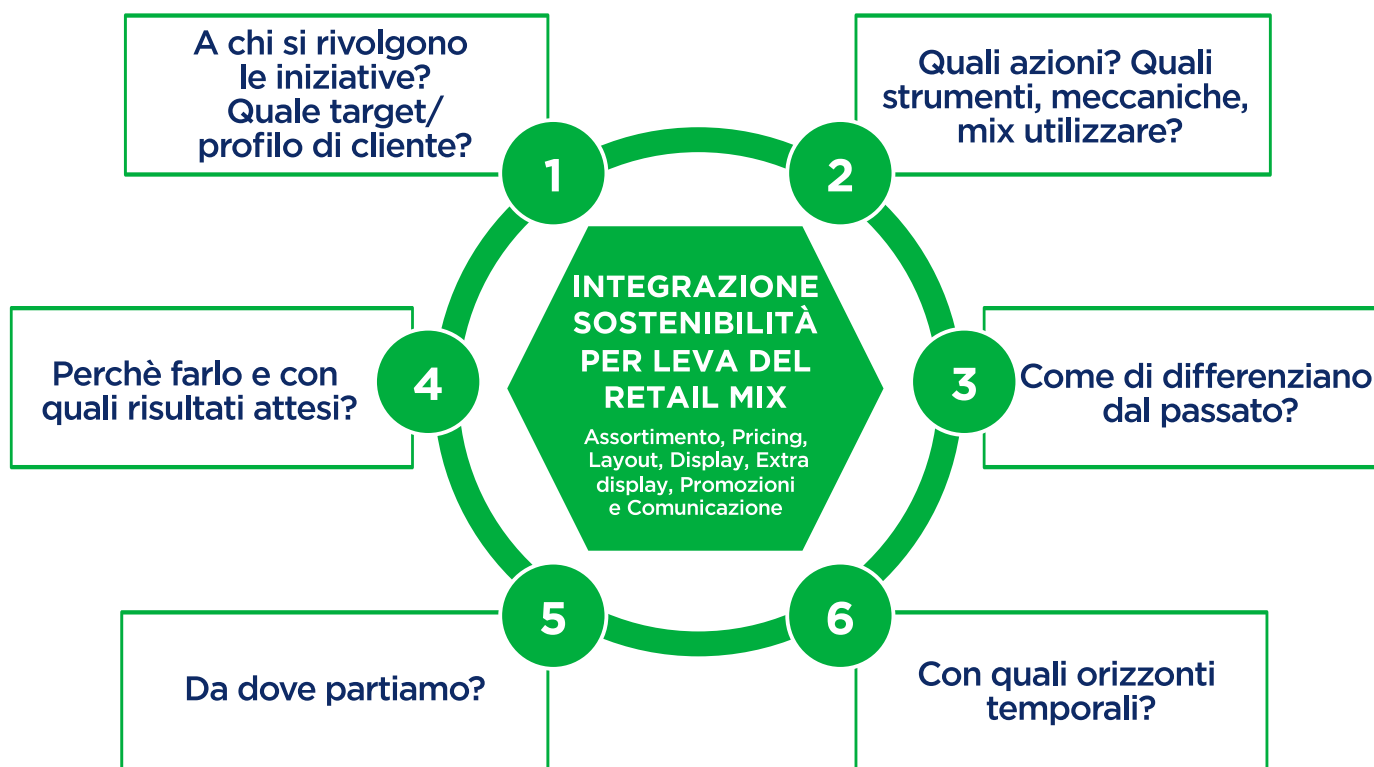 A chi si rivolgono
le iniziative?
Quale target/
profilo di cliente?
1
Quali azioni? Quali
strumenti, meccaniche,
mix utilizzare?
2
INTEGRAZIONE
SOSTENIBILITÀ
PER LEVA DEL
RETAIL MIX
Assortimento, Pricing,
Layout, Display, Extra
display, Promozioni
e Comunicazione
3
Come di differenziano
dal passato?
Perchè farlo e con
quali risultati attesi?
4
5
Da dove partiamo?
6
Con quali orizzonti
temporali?